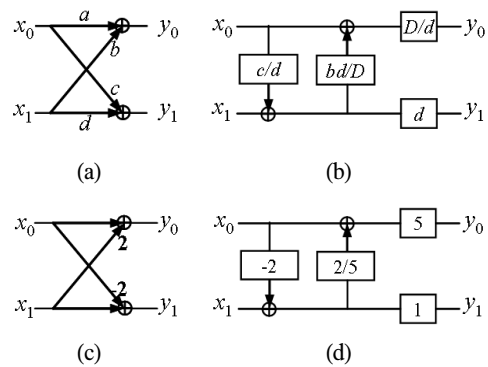 x0 a y0
b
c
x1 d y1
(a)
x0 D/d y0
c/d bd/D
x1 d y1
(b)
x0 y0
2
-2
x1 y1
(c)
x0 5 y0
-2 2/5
x1 1 y1
(d)